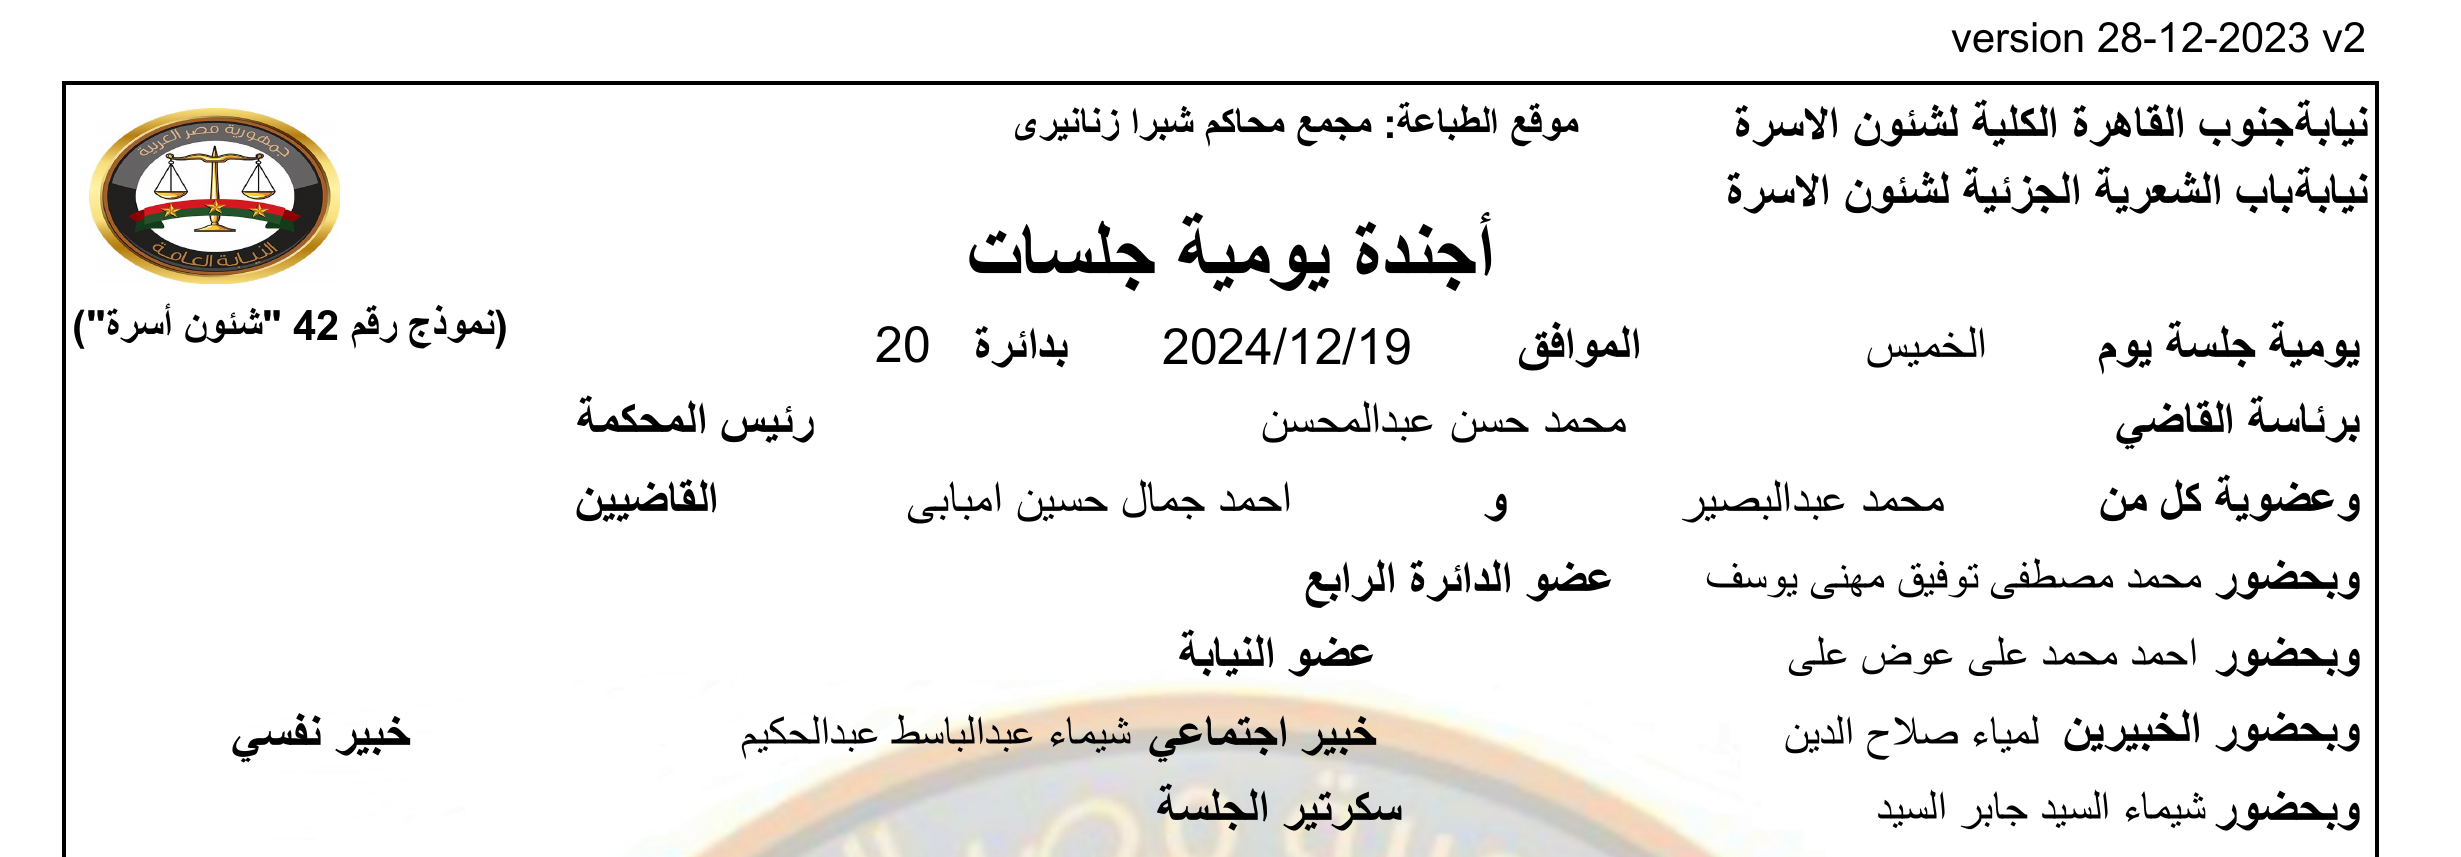 version 28-12-2023 v2
نيابةجنوب القاهرة الكلية لشئون الاسرة
موقع الطباعة: مجمع محاكم شبرا زنانيرى
جمهورية مصر العربية
النيابة العامة
نيابةباب الشعرية الجزئية لشئون الاسرة
أجندة يومية جلسات
(نموذج رقم 42 "شئون أسرة")
يومية جلسة يوم الخميس الموافق 2024/12/19 بدائرة 20
برئاسة القاضي محمد حسن عبدالمحسن رئيس المحكمة
وعضوية كل من محمد عبدالبصير و احمد جمال حسين امبابى القاضيين
وبحضور محمد مصطفى توفيق مهنى يوسف عضو الدائرة الرابع
وبحضور احمد محمد على عوض على عضو النيابة
وبحضور الخبيرين لمياء صلاح الدين خبير اجتماعي شيماء عبدالباسط عبدالحكيم خبير نفسي
وبحضور شيماء السيد جابر السيد سكرتير الجلسة